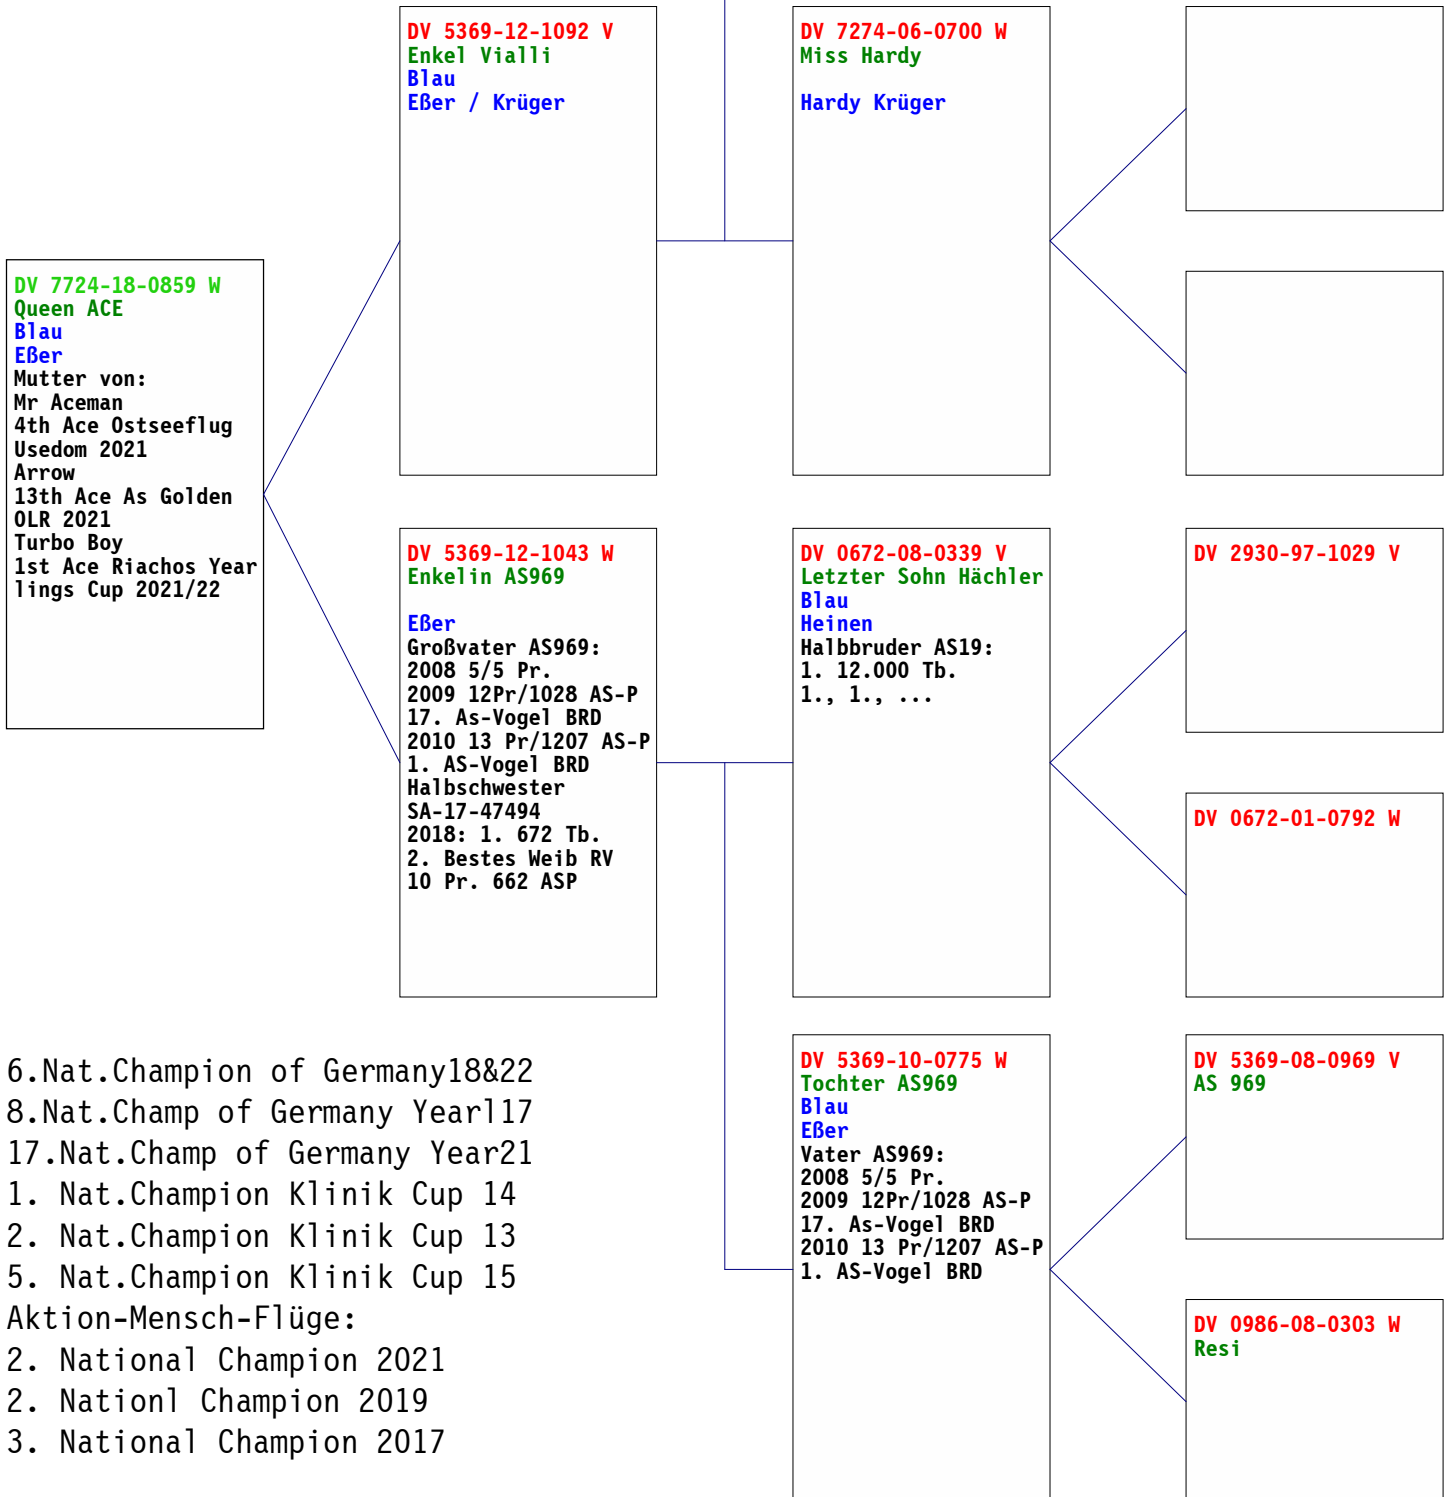 DV 7724-18-0859 W
Queen ACE
Blau
Eßer
Mutter von:
Mr Aceman
4th Ace Ostseeflug
Usedom 2021
Arrow
13th Ace As Golden
OLR 2021
Turbo Boy
1st Ace Riachos Year
lings Cup 2021/22
DV 5369-12-1092 V
Enkel Vialli
Blau
Eßer / Krüger
DV 5369-12-1043 W
Enkelin AS969
Eßer
Großvater AS969:
2008 5/5 Pr.
2009 12Pr/1028 AS-P
17. As-Vogel BRD
2010 13 Pr/1207 AS-P
1. AS-Vogel BRD
Halbschwester
SA-17-47494
2018: 1. 672 Tb.
2. Bestes Weib RV
10 Pr. 662 ASP
DV 7274-06-0700 W
Miss Hardy
Hardy Krüger
DV 0672-08-0339 V
Letzter Sohn Hächler
Blau
Heinen
Halbbruder AS19:
1. 12.000 Tb.
1., 1., ...
DV 5369-10-0775 W
Tochter AS969
Blau
Eßer
Vater AS969:
2008 5/5 Pr.
2009 12Pr/1028 AS-P
17. As-Vogel BRD
2010 13 Pr/1207 AS-P
1. AS-Vogel BRD
DV 2930-97-1029 V
DV 0672-01-0792 W
DV 5369-08-0969 V
AS 969
DV 0986-08-0303 W
Resi
6.Nat.Champion of Germany18&22
8.Nat.Champ of Germany Yearl17
17.Nat.Champ of Germany Year21
1. Nat.Champion Klinik Cup 14
2. Nat.Champion Klinik Cup 13
5. Nat.Champion Klinik Cup 15
Aktion-Mensch-Flüge:
2. National Champion 2021
2. Nationl Champion 2019
3. National Champion 2017